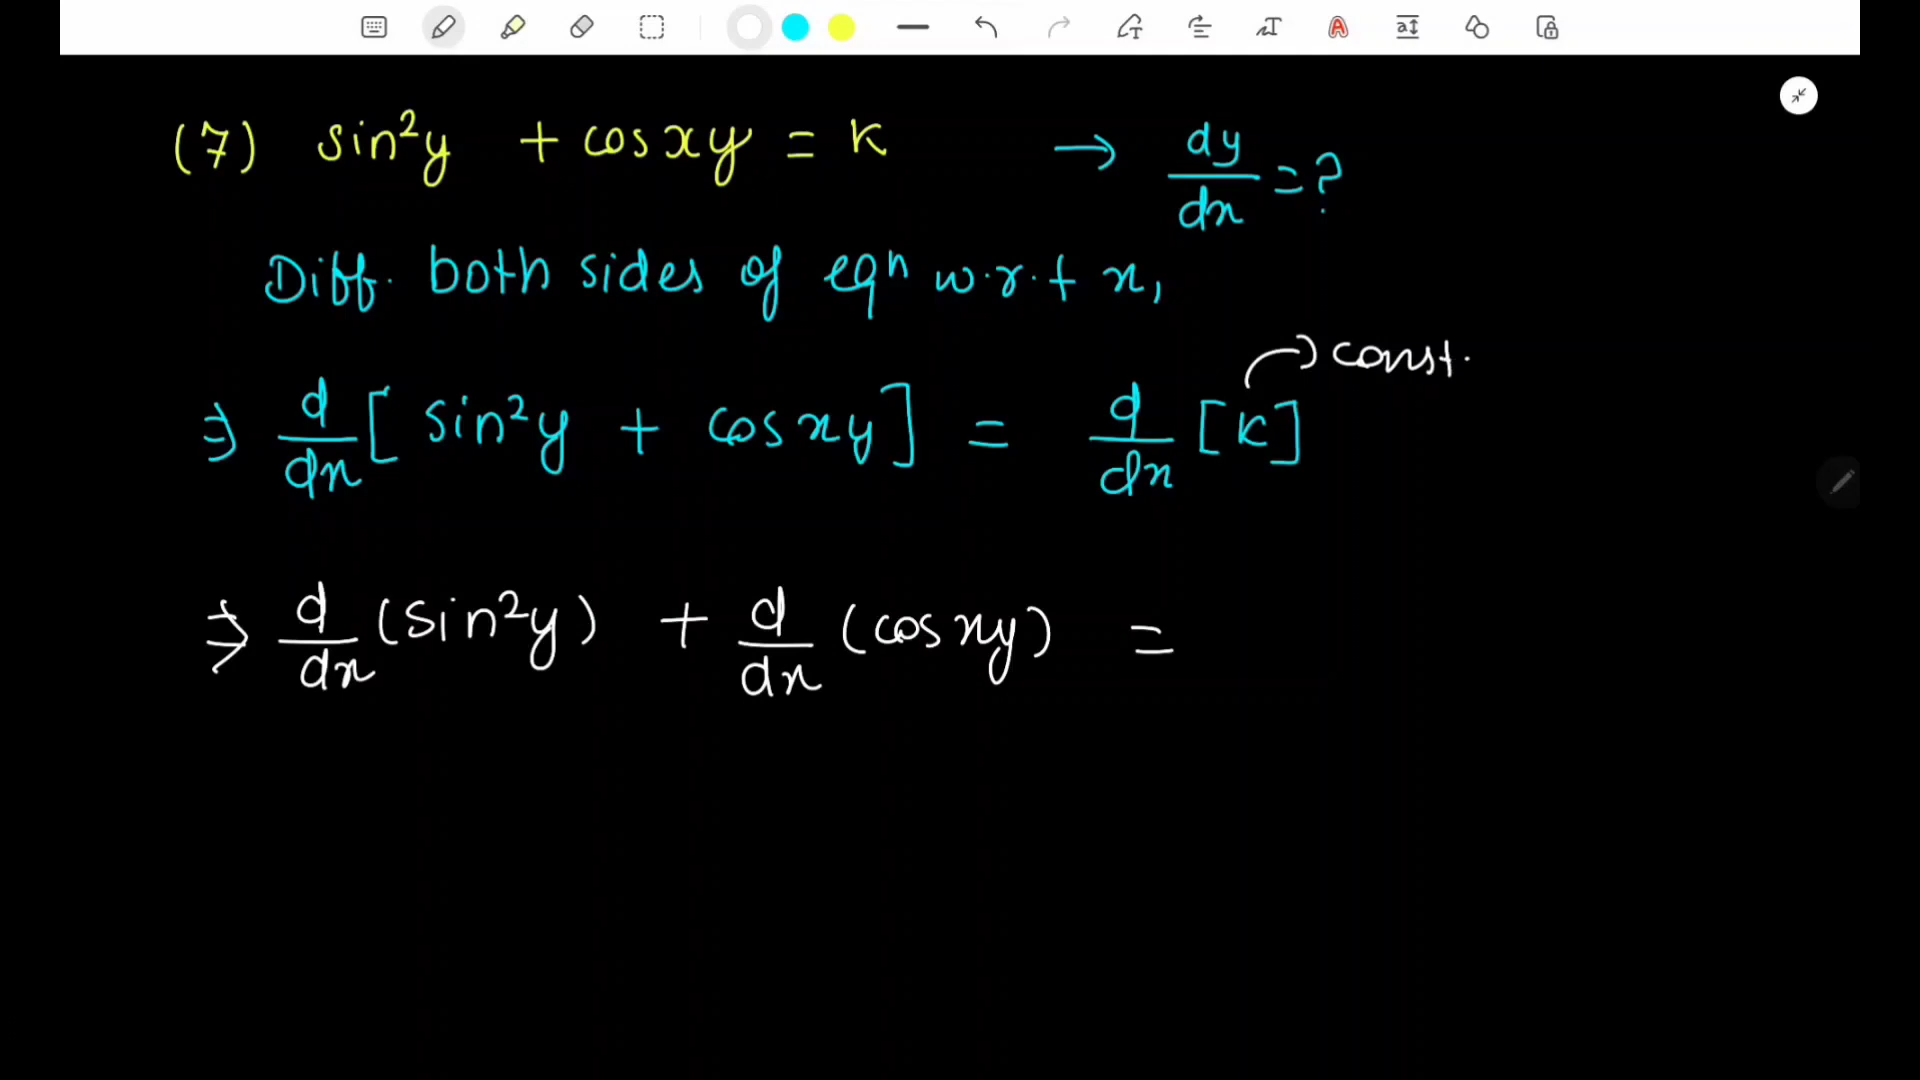 (7) sin²y + cos xy = k → dy/dx = ?
Diff. both sides of eqⁿ w.r.t x,
⇒ d/dx [ sin²y + cos xy ] = d/dx [k] → const.
⇒ d/dx (sin²y) + d/dx (cos xy) =